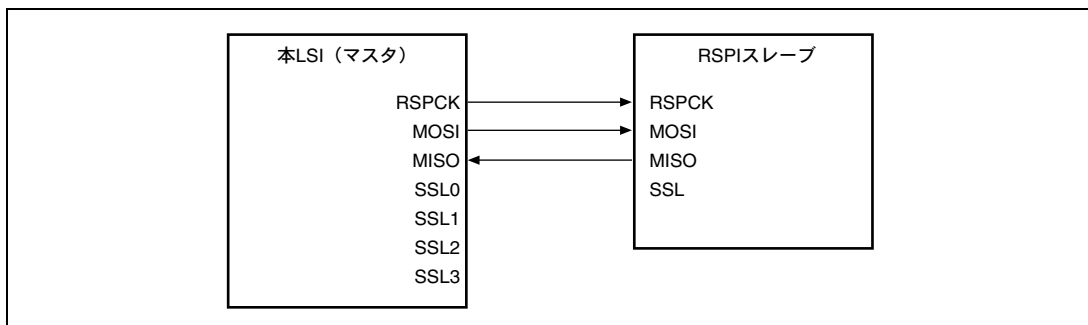 本LSI（マスタ）
RSPCK
MOSI
MISO
SSL0
SSL1
SSL2
SSL3
RSPIスレーブ
RSPCK
MOSI
MISO
SSL